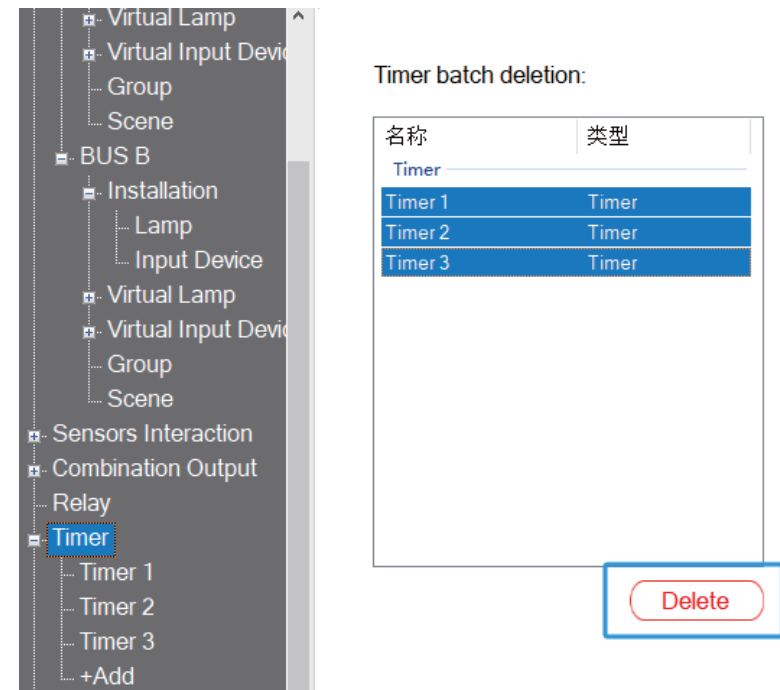 Virtual Lamp
Virtual Input Devic
Group
Scene
BUS B
Installation
Lamp
Input Device
Virtual Lamp
Virtual Input Devic
Group
Scene
Sensors Interaction
Combination Output
Relay
Timer
Timer 1
Timer 2
Timer 3
+Add
Timer batch deletion:
名称 类型
Timer
Timer 1 Timer
Timer 2 Timer
Timer 3 Timer
Delete